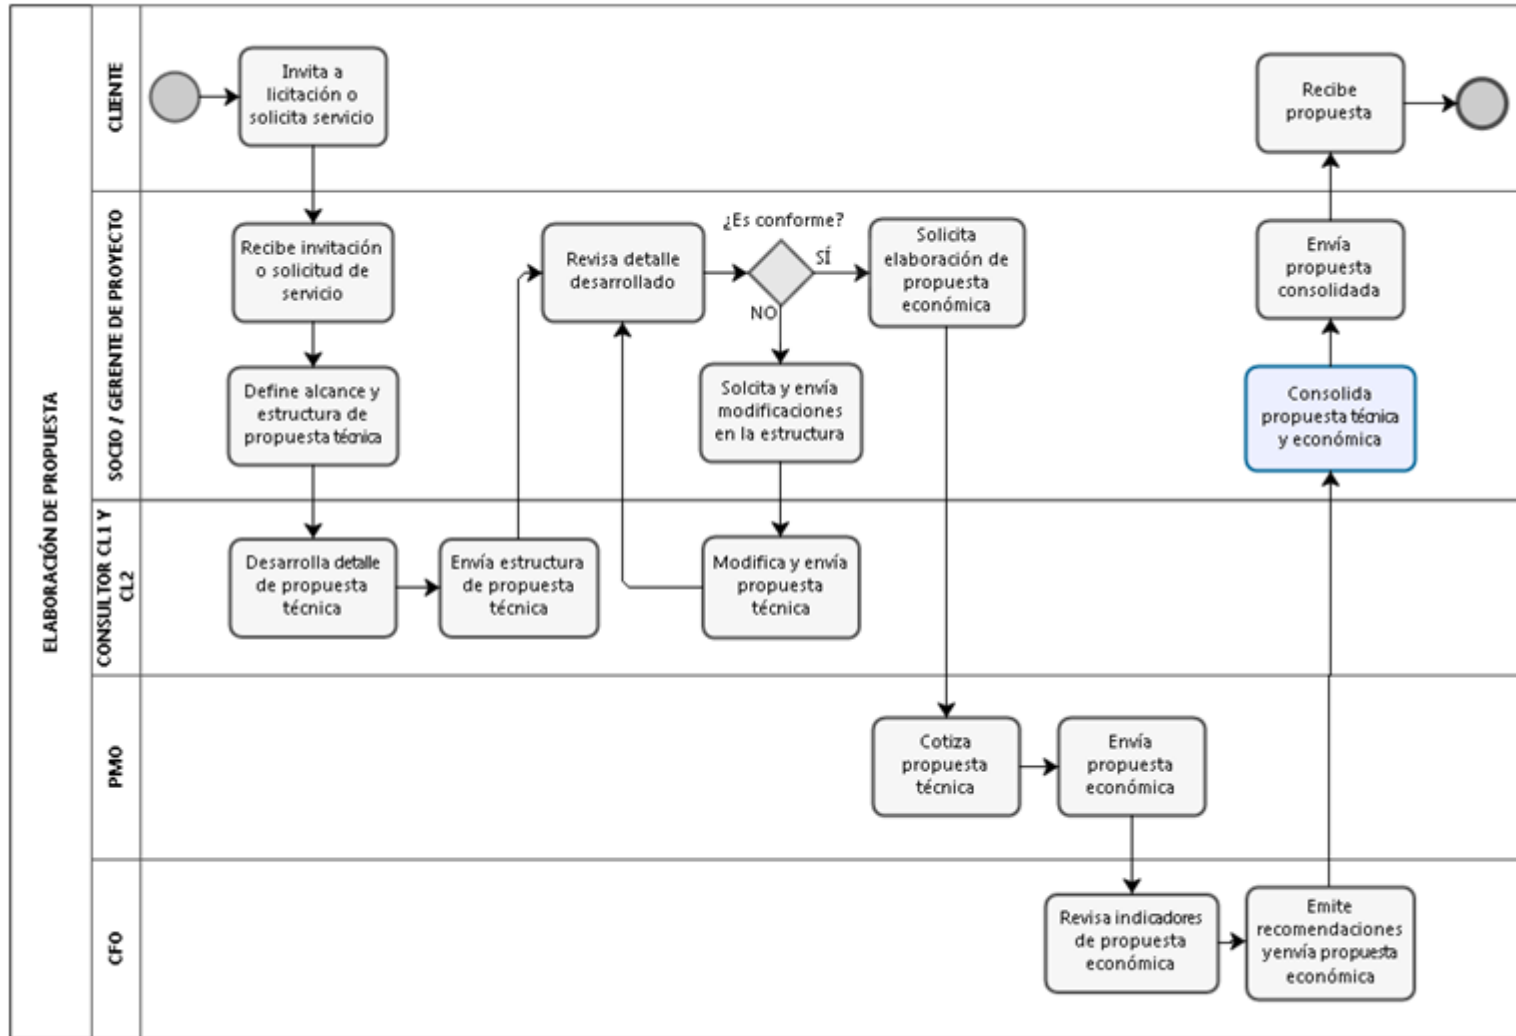 ELABORACIÓN DE PROPUESTA
CLIENTE
Invita a
licitación o
solicita servicio
Recibe
propuesta
SOCIO / GERENTE DE PROYECTO
Recibe invitación
o solicitud de
servicio
Define alcance y
estructura de
propuesta técnica
Revisa detalle
desarrollado
¿Es conforme?
SÍ
NO
Solicita
elaboración de
propuesta
económica
Solcita y envía
modificaciones
en la estructura
Envía
propuesta
consolidada
Consolida
propuesta técnica
y económica
CONSULTOR CL1 Y
CL2
Desarrolla detalle
de propuesta
técnica
Envía estructura
de propuesta
técnica
Modifica y envía
propuesta
técnica
PMO
Cotiza
propuesta
técnica
Envía
propuesta
económica
CFO
Revisa indicadores
de propuesta
económica
Emite
recomendaciones
y envía propuesta
económica